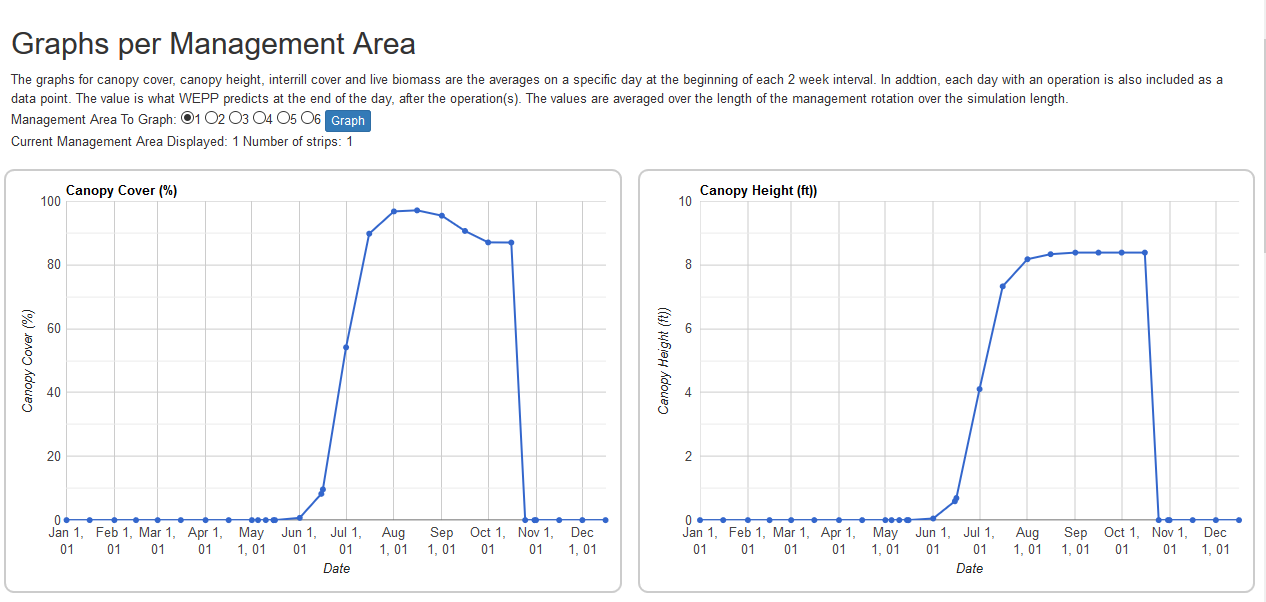 Graphs per Management Area
The graphs for canopy cover, canopy height, interrill cover and live biomass are the averages on a specific day at the beginning of each 2 week interval. In addtion, each day with an operation is also included as a
data point. The value is what WEPP predicts at the end of the day, after the operation(s). The values are averaged over the length of the management rotation over the simulation length.
Management Area To Graph: 1 2 3 4 5 6 Graph
Current Management Area Displayed: 1 Number of strips: 1
Canopy Cover (%)
100
80
60
40
20
0
Canopy Cover (%)
Jan 1, Feb 1, Mar 1, Apr 1, May Jun 1, Jul 1, Aug Sep Oct 1, Nov 1, Dec
01 01 01 01 1, 01 01 01 1, 01 1, 01 01 01 1, 01
Date
Canopy Height (ft))
10
8
6
4
2
0
Canopy Height (ft))
Jan 1, Feb 1, Mar 1, Apr 1, May Jun 1, Jul 1, Aug Sep Oct 1, Nov 1, Dec
01 01 01 01 1, 01 01 01 1, 01 1, 01 01 01 1, 01
Date